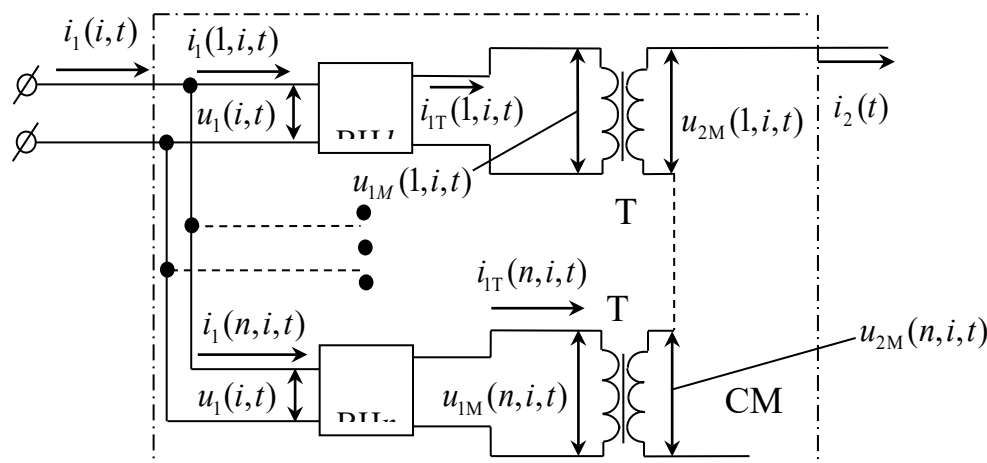 i₁(i,t)
i₁(1,i,t)
u₁(i,t)
i₁T(1,i,t)
u₂M(1,i,t)
i₂(t)
u₁M(1,i,t)
T
i₁T(n,i,t)
T
i₁(n,i,t)
u₂M(n,i,t)
u₁(i,t)
u₁M(n,i,t)
CM